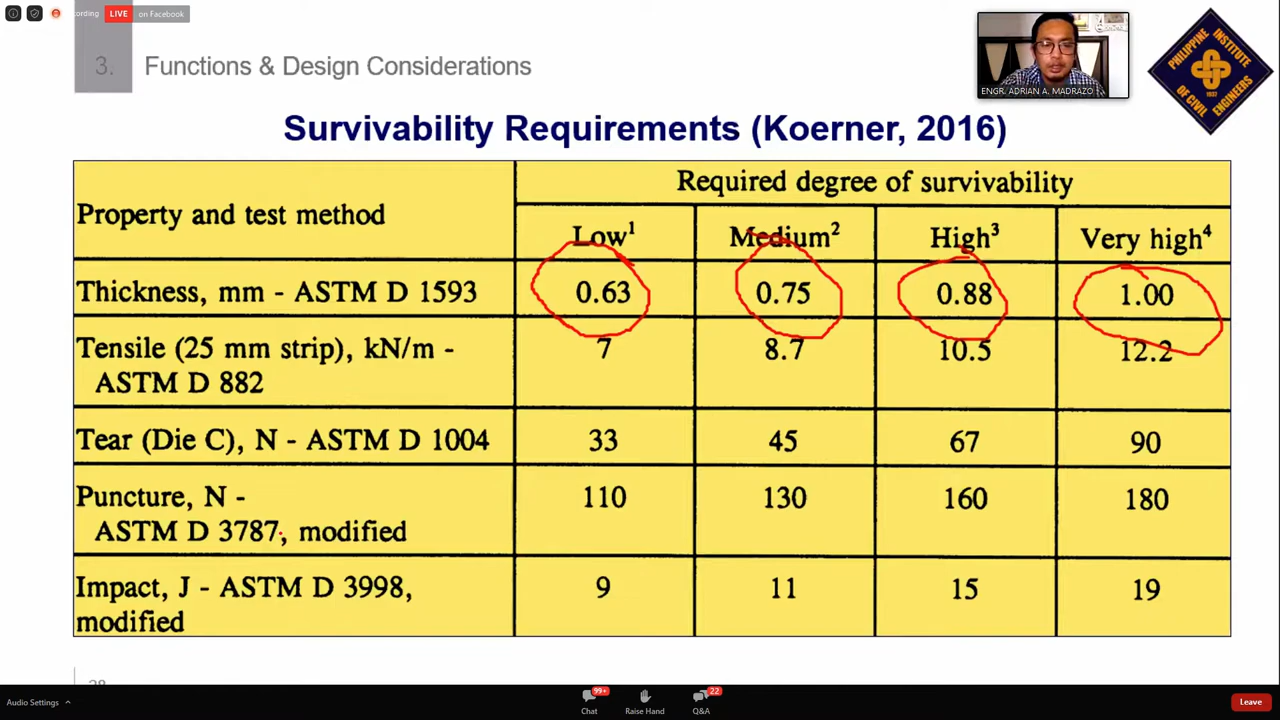 cording LIVE on Facebook
3. Functions & Design Considerations
ENGR. ADRIAN A. MADRAZO
PHILIPPINE INSTITUTE OF CIVIL ENGINEERS
1937
Survivability Requirements (Koerner, 2016)
Property and test method
Required degree of survivability
Low¹ Medium² High³ Very high⁴
Thickness, mm - ASTM D 1593 0.63 0.75 0.88 1.00
Tensile (25 mm strip), kN/m - 7 8.7 10.5 12.2
ASTM D 882
Tear (Die C), N - ASTM D 1004 33 45 67 90
Puncture, N - 110 130 160 180
ASTM D 3787, modified
Impact, J - ASTM D 3998, 9 11 15 19
modified
Audio Settings
99+
Chat
Raise Hand
22
Q&A
Leave